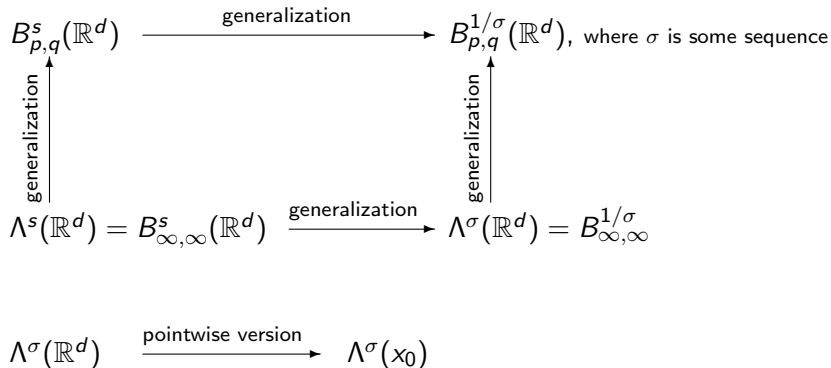 generalization
B^s_{p,q}(ℝ^d) B^{1/σ}_{p,q}(ℝ^d), where σ is some sequence
generalization
generalization
generalization
Λ^s(ℝ^d) = B^s_{∞,∞}(ℝ^d) Λ^σ(ℝ^d) = B^{1/σ}_{∞,∞}
pointwise version
Λ^σ(ℝ^d) Λ^σ(x_0)